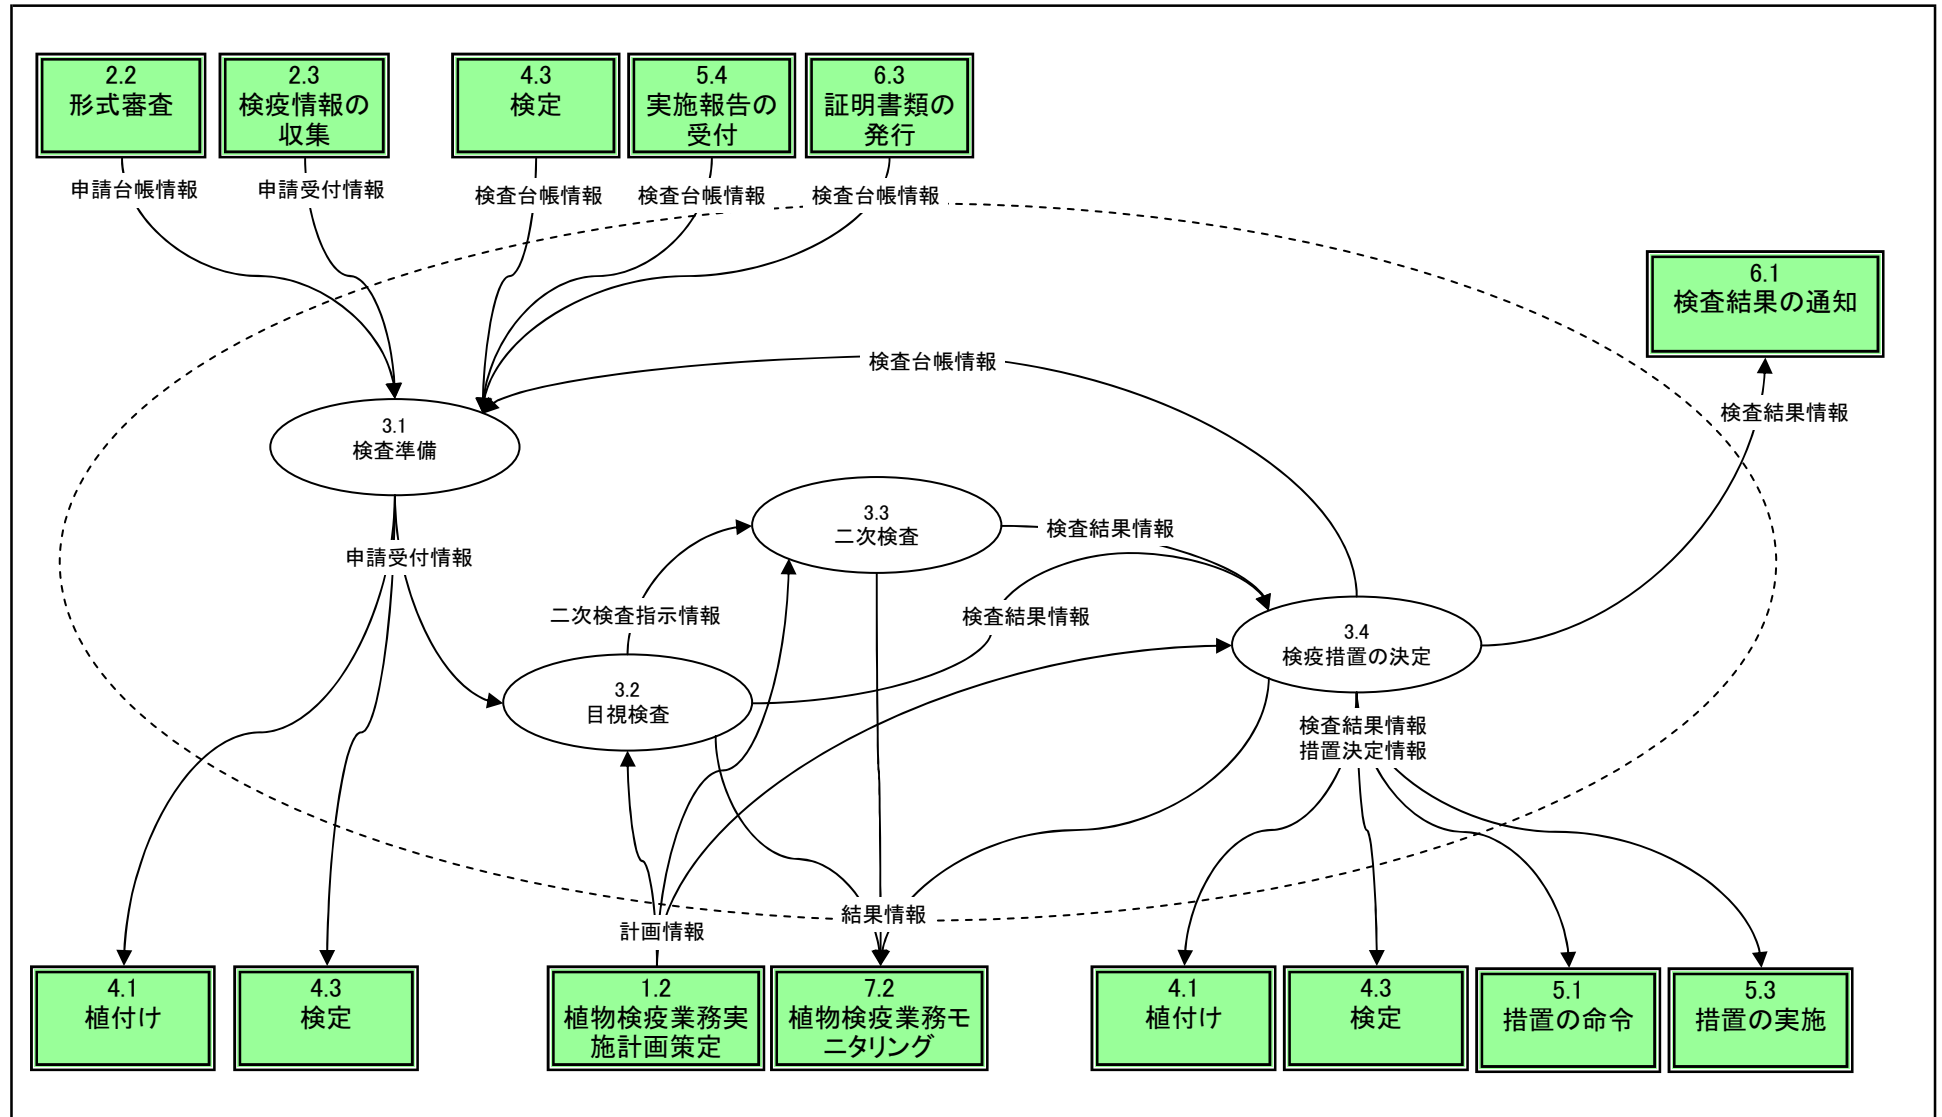 2.2
形式審査
2.3
検疫情報の
収集
4.3
検定
5.4
実施報告の
受付
6.3
証明書類の
発行
申請台帳情報
申請受付情報
検査台帳情報
検査台帳情報
検査台帳情報
6.1
検査結果の通知
検査台帳情報
検査結果情報
3.1
検査準備
3.3
二次検査
検査結果情報
申請受付情報
二次検査指示情報
検査結果情報
3.4
検疫措置の決定
3.2
目視検査
検査結果情報
措置決定情報
計画情報
結果情報
4.1
植付け
4.3
検定
1.2
植物検疫業務実
施計画策定
7.2
植物検疫業務モ
ニタリング
4.1
植付け
4.3
検定
5.1
措置の命令
5.3
措置の実施